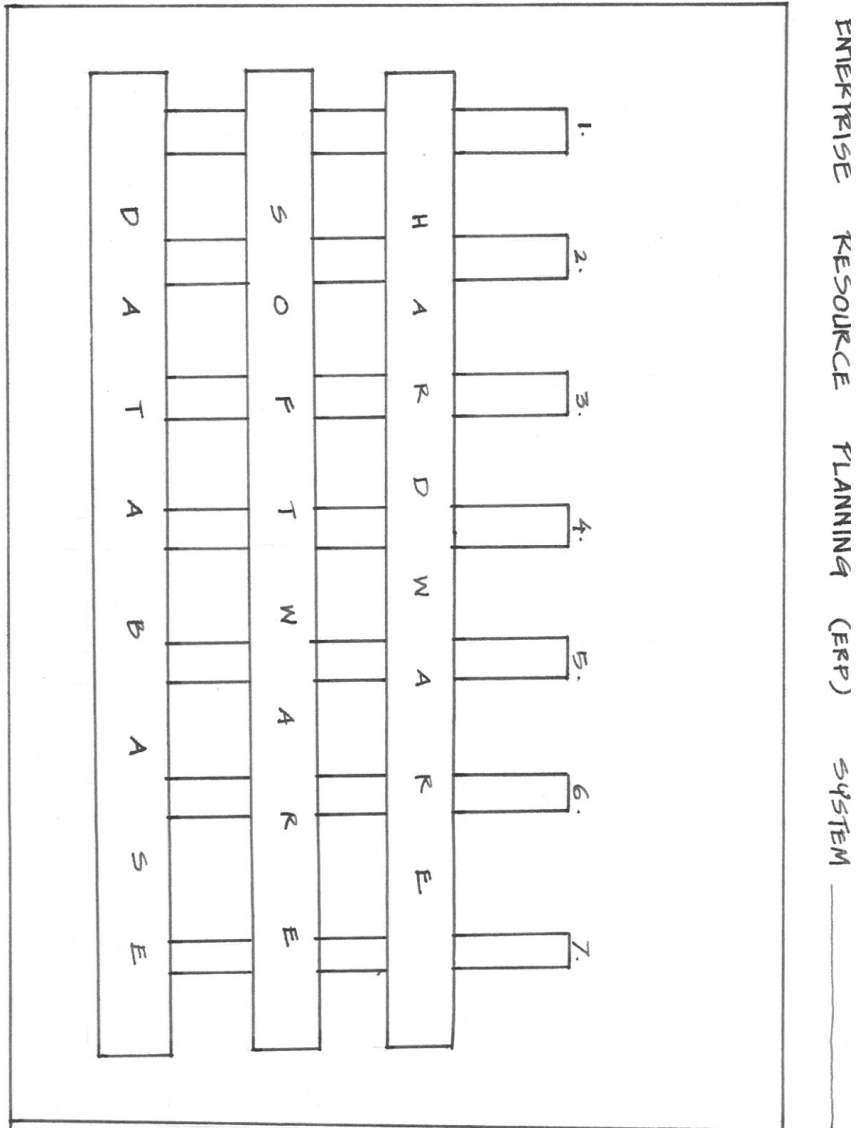 ENTERPRISE RESOURCE PLANNING (ERP) SYSTEM
1. 2. 3. 4. 5. 6. 7.
HARDWARE
SOFTWARE
DATABASE